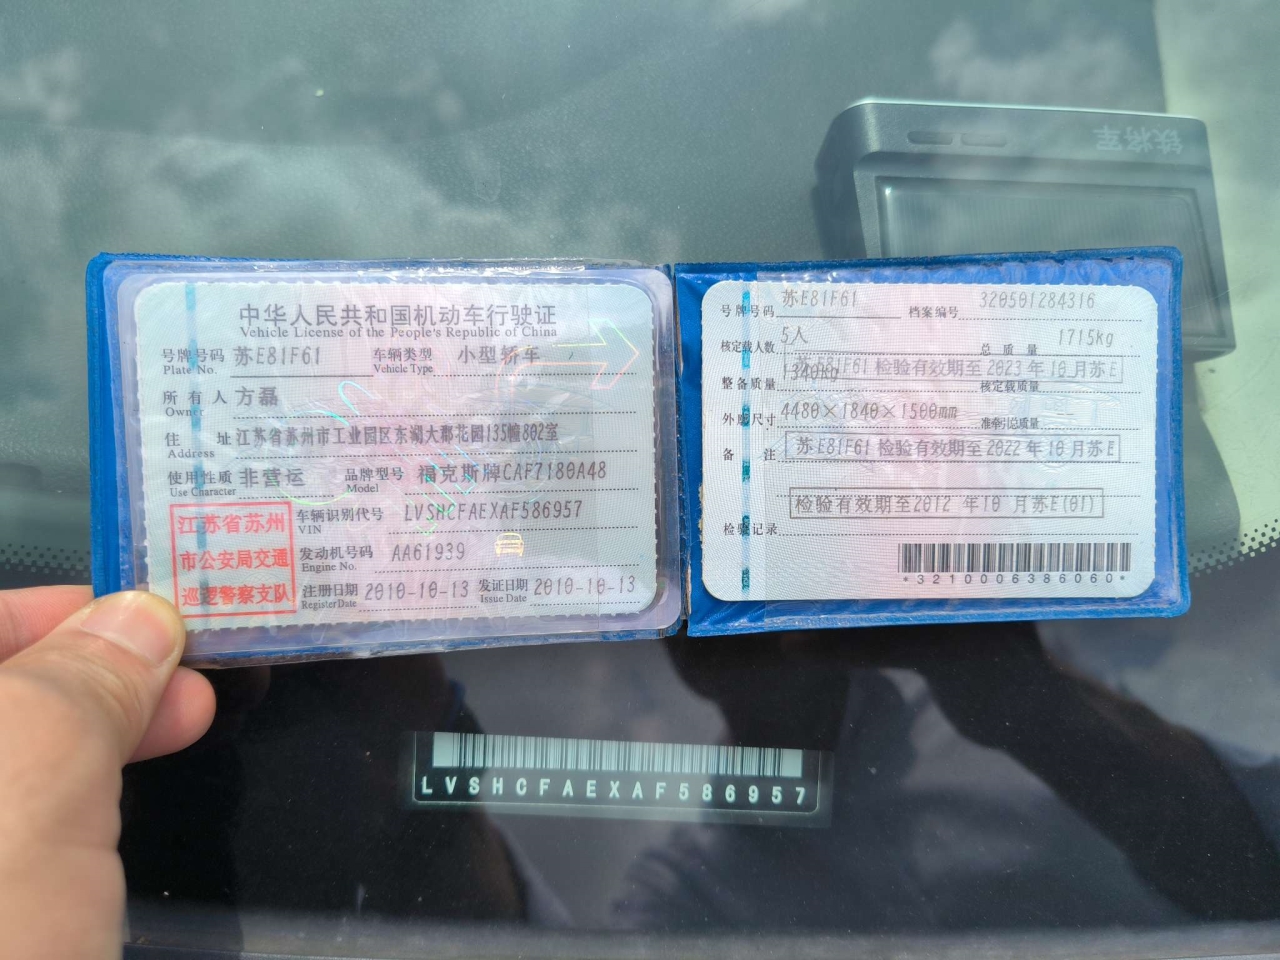 铁将军
中华人民共和国机动车行驶证
Vehicle License of the People's Republic of China
号牌号码 苏E81F61 车辆类型 小型轿车
Plate No. Vehicle Type
所有人 方磊
Owner
住址 江苏省苏州市工业园区东湖大郡花园135幢802室
Address
使用性质 非营运 品牌型号 福克斯牌CAF7180A48
Use Character Model
江苏省苏州
市公安局交通
巡逻警察支队
车辆识别代号 LVSHCFAEXAF586957
VIN
发动机号码 AA61939
Engine No.
注册日期 2010-10-13 发证日期 2010-10-13
Register Date Issue Date
号牌号码 苏E81F61 档案编号 320501284316
核定载人数 5人 总质量 1715kg
苏E81F61 检验有效期至2023年10月苏E
整备质量 1340kg 核定载质量
外廓尺寸 4480×1840×1500mm 准牵引总质量
备注 苏E81F61 检验有效期至2022年10月苏E
检验有效期至2012年10月苏E(01)
检验记录
*3210006386060*
LVSHCFAEXAF586957